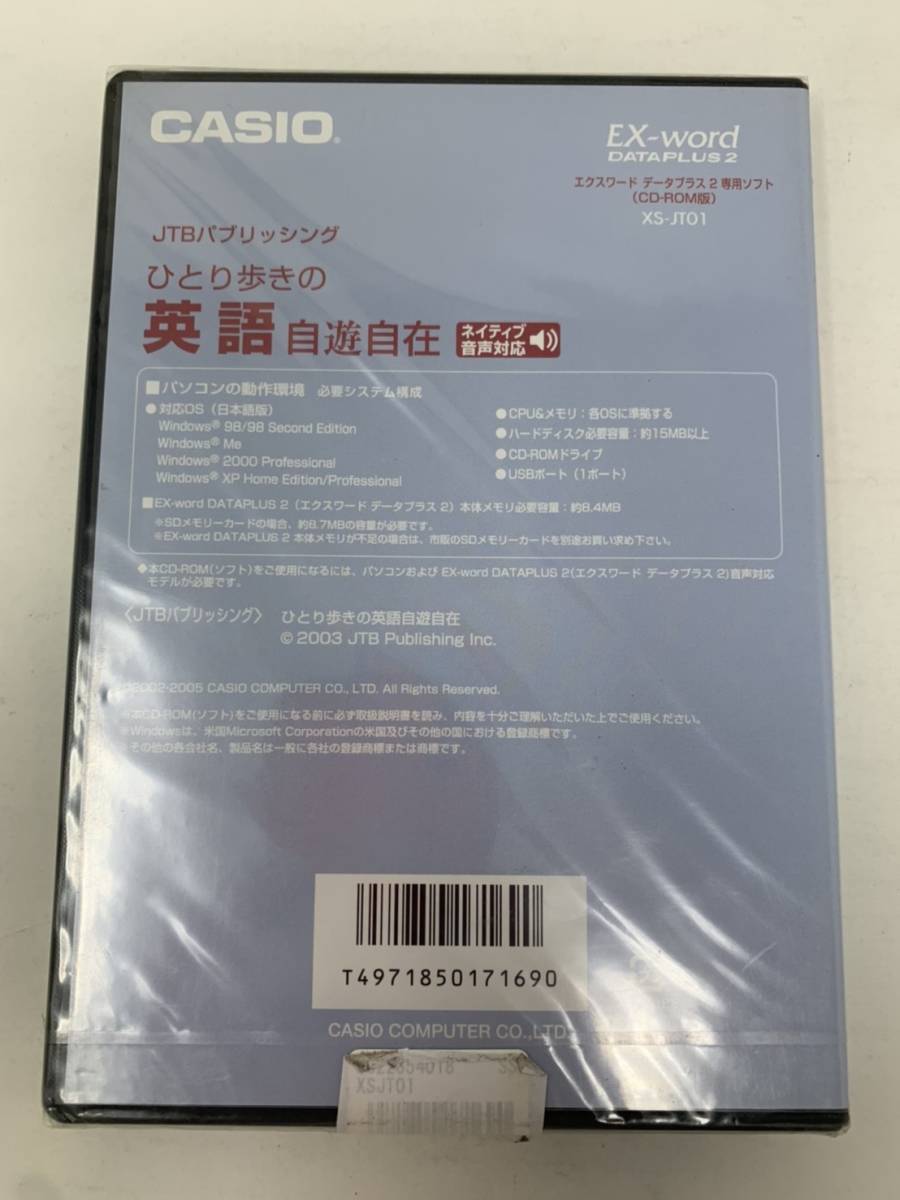 CASIO®
EX-word
DATAPLUS 2
エクスワード データプラス 2 専用ソフト
(CD-ROM版)
XS-JT01
JTBパブリッシング
ひとり歩きの
英語 自遊自在 ネイティブ
音声対応
■パソコンの動作環境 必要システム構成
●対応OS（日本語版）
Windows® 98/98 Second Edition
Windows® Me
Windows® 2000 Professional
Windows® XP Home Edition/Professional
●CPU&メモリ：各OSに準拠する
●ハードディスク必要容量：約15MB以上
●CD-ROMドライブ
●USBポート（1ポート）
■EX-word DATAPLUS 2（エクスワード データプラス 2）本体メモリ必要容量：約8.4MB
※SDメモリーカードの場合、約8.7MBの容量が必要です。
※EX-word DATAPLUS 2 本体メモリが不足の場合は、市販のSDメモリーカードを別途お買い求め下さい。
◆本CD-ROM(ソフト)をご使用になるには、パソコンおよび EX-word DATAPLUS 2(エクスワード データプラス 2)音声対応
モデルが必要です。
〈JTBパブリッシング〉 ひとり歩きの英語自遊自在
© 2003 JTB Publishing Inc.
©2002-2005 CASIO COMPUTER CO., LTD. All Rights Reserved.
※本CD-ROM(ソフト)をご使用になる前に必ず取扱説明書を読み、内容を十分ご理解いただいた上でご使用ください。
※Windowsは、米国Microsoft Corporationの米国及びその他の国における登録商標です。
※その他の各会社名、製品名は一般に各社の登録商標または商標です。
T4971850171690
CASIO COMPUTER CO.,LTD.
XSJT01